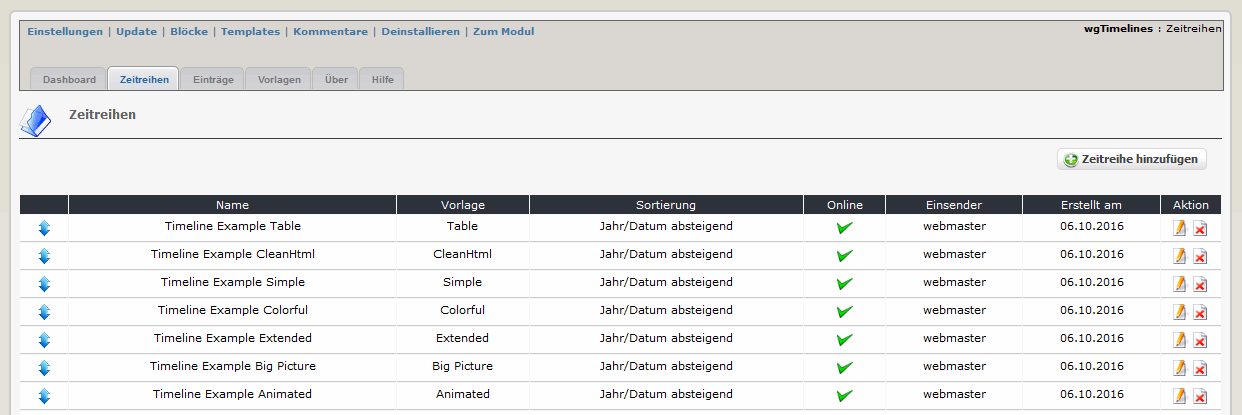 Einstellungen | Update | Blöcke | Templates | Kommentare | Deinstallieren | Zum Modul
wgTimelines : Zeitreihen
Dashboard Zeitreihen Einträge Vorlagen Über Hilfe
Zeitreihen
Zeitreihe hinzufügen
Name Vorlage Sortierung Online Einsender Erstellt am Aktion
Timeline Example Table Table Jahr/Datum absteigend webmaster 06.10.2016
Timeline Example CleanHtml CleanHtml Jahr/Datum absteigend webmaster 06.10.2016
Timeline Example Simple Simple Jahr/Datum absteigend webmaster 06.10.2016
Timeline Example Colorful Colorful Jahr/Datum absteigend webmaster 06.10.2016
Timeline Example Extended Extended Jahr/Datum absteigend webmaster 06.10.2016
Timeline Example Big Picture Big Picture Jahr/Datum absteigend webmaster 06.10.2016
Timeline Example Animated Animated Jahr/Datum absteigend webmaster 06.10.2016